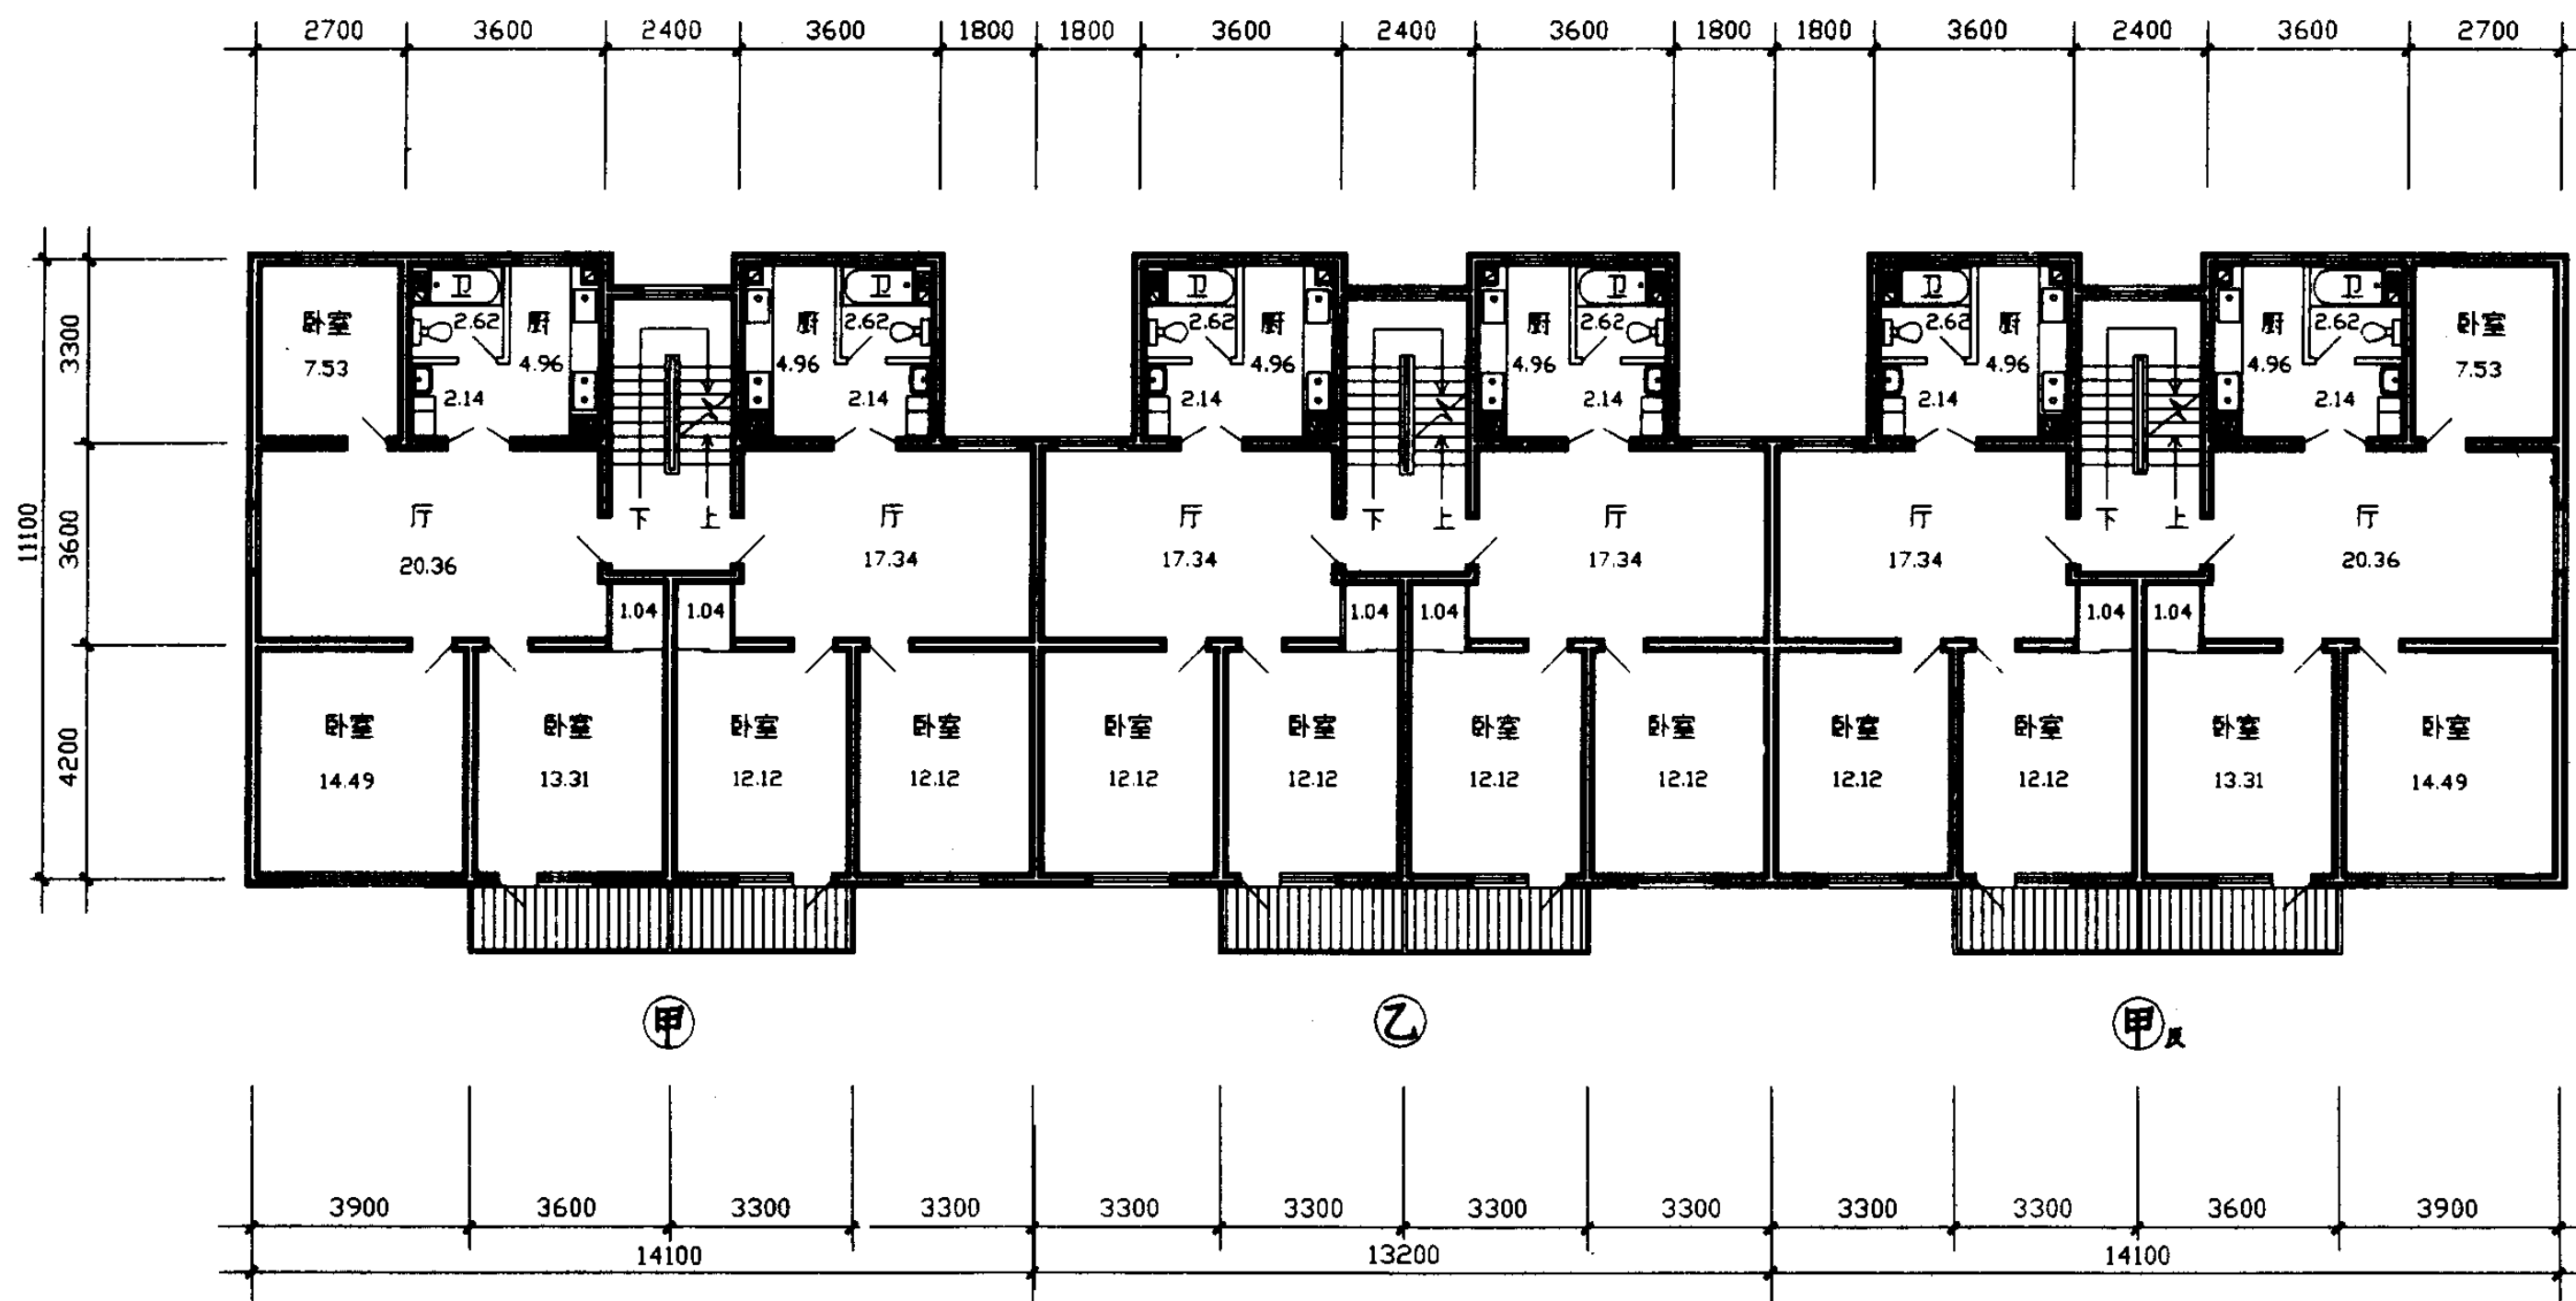 2700 3600 2400 3600 1800 1800 3600 2400 3600 1800 1800 3600 2400 3600 2700
卫 卫 卫 卫 卫 卫
卧室 2.62 厨 厨 2.62 2.62 厨 厨 2.62 2.62 厨 厨 2.62 卧室
7.53 4.96 4.96 4.96 4.96 4.96 4.96 7.53
2.14 2.14 2.14 2.14 2.14 2.14
3300
厅 下 上 厅 厅 下 上 厅 厅 下 上 厅
20.36 17.34 17.34 17.34 17.34 20.36
11100 3600
1.04 1.04 1.04 1.04 1.04 1.04
卧室 卧室 卧室 卧室 卧室 卧室 卧室 卧室 卧室 卧室 卧室 卧室
14.49 13.31 12.12 12.12 12.12 12.12 12.12 12.12 12.12 12.12 13.31 14.49
4200
甲 乙 甲反
3900 3600 3300 3300 3300 3300 3300 3300 3300 3300 3600 3900
14100 13200 14100